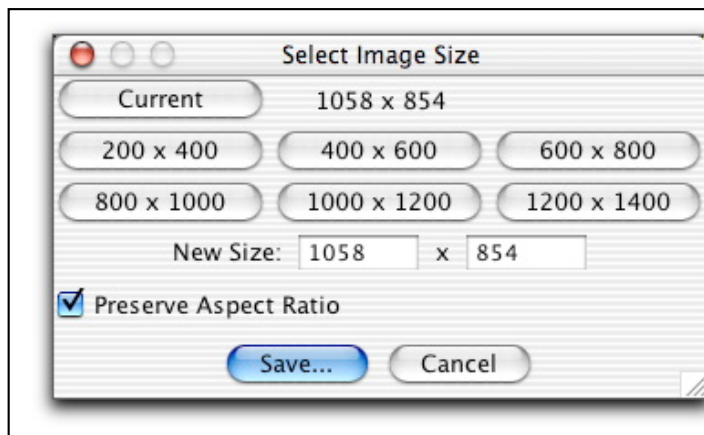 Select Image Size
Current 1058 x 854
200 x 400 400 x 600 600 x 800
800 x 1000 1000 x 1200 1200 x 1400
New Size: 1058 x 854
Preserve Aspect Ratio
Save... Cancel